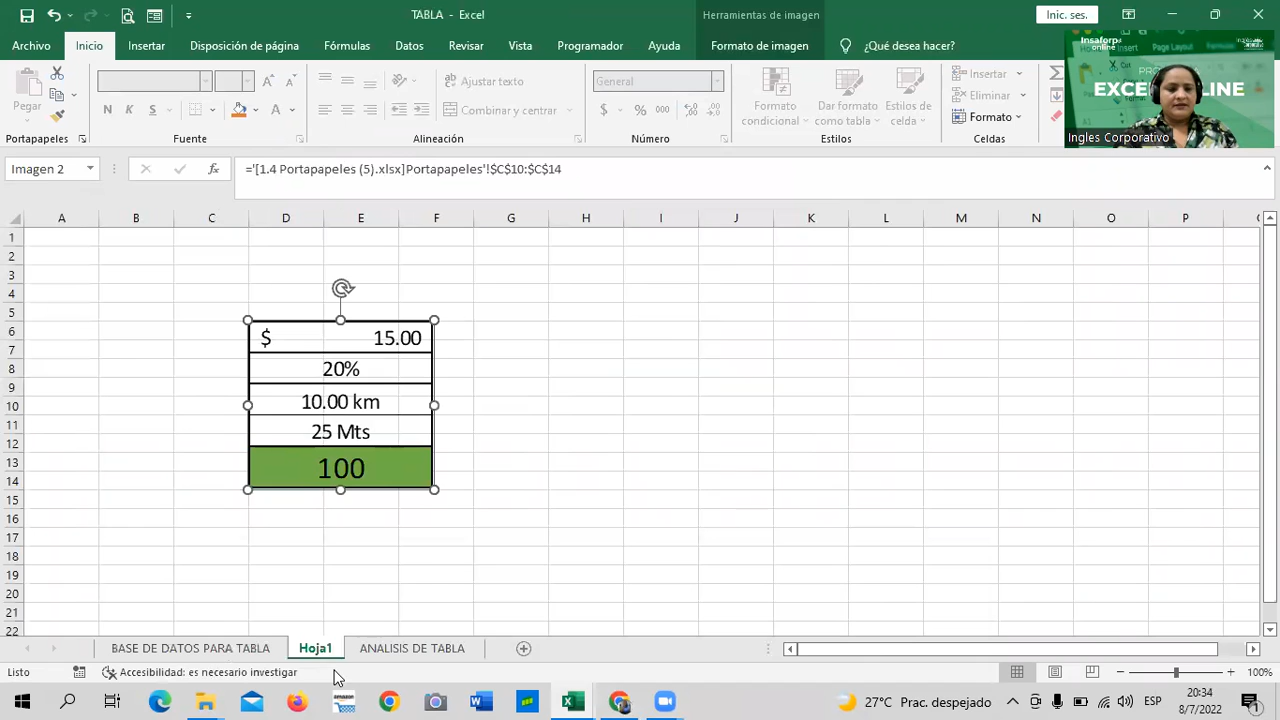 TABLA - Excel
Herramientas de imagen
Inic. ses.
Archivo
Inicio
Insertar
Disposición de página
Fórmulas
Revisar
Vista
Programador
Ayuda
Formato de imagen
¿Qué desea hacer?
Pegar
Portapapeles
N K S
Fuente
Ajustar texto
Combinar y centrar
Alineación
General
$ % 000
Número
Formato condicional
Dar formato como tabla
Estilos de celda
Insertar
Eliminar
Formato
Celdas
Insaforp online
Page Layout
EXCEL
LINE
Ingles Corporativo
Imagen 2
fx
='[1.4 Portapapeles (5).xlsx]Portapapeles'!$C$10:$C$14
A B C D E F G H I J K L M N O P
1
2
3
4
5
6
7
8
9
10
11
12
13
14
15
16
17
18
19
20
21
22
$ 15.00
20%
10.00 km
25 Mts
100
BASE DE DATOS PARA TABLA
Hoja1
ANALISIS DE TABLA
Listo
Accesibilidad: es necesario investigar
100%
27°C Prac. despejado
ESP
20:34
8/7/2022